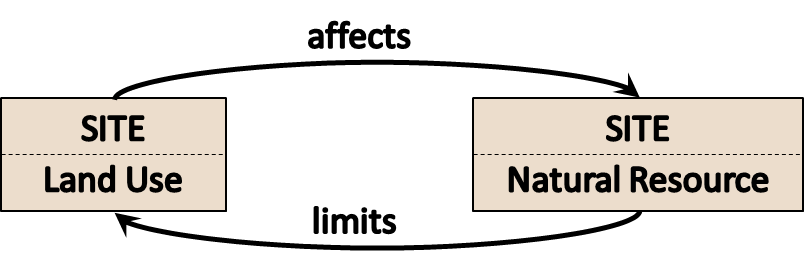 affects
SITE
Land Use
SITE
Natural Resource
limits